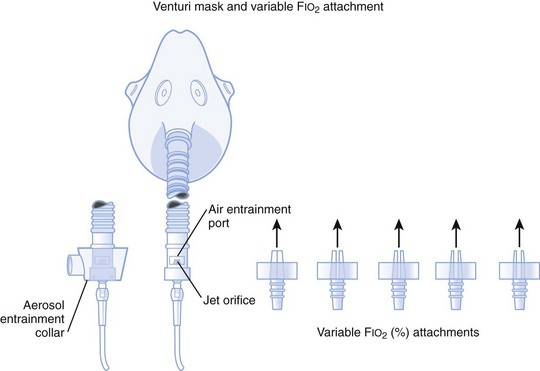 Venturi mask and variable FIO2 attachment
Air entrainment
port
Jet orifice
Aerosol
entrainment
collar
Variable FIO2 (%) attachments